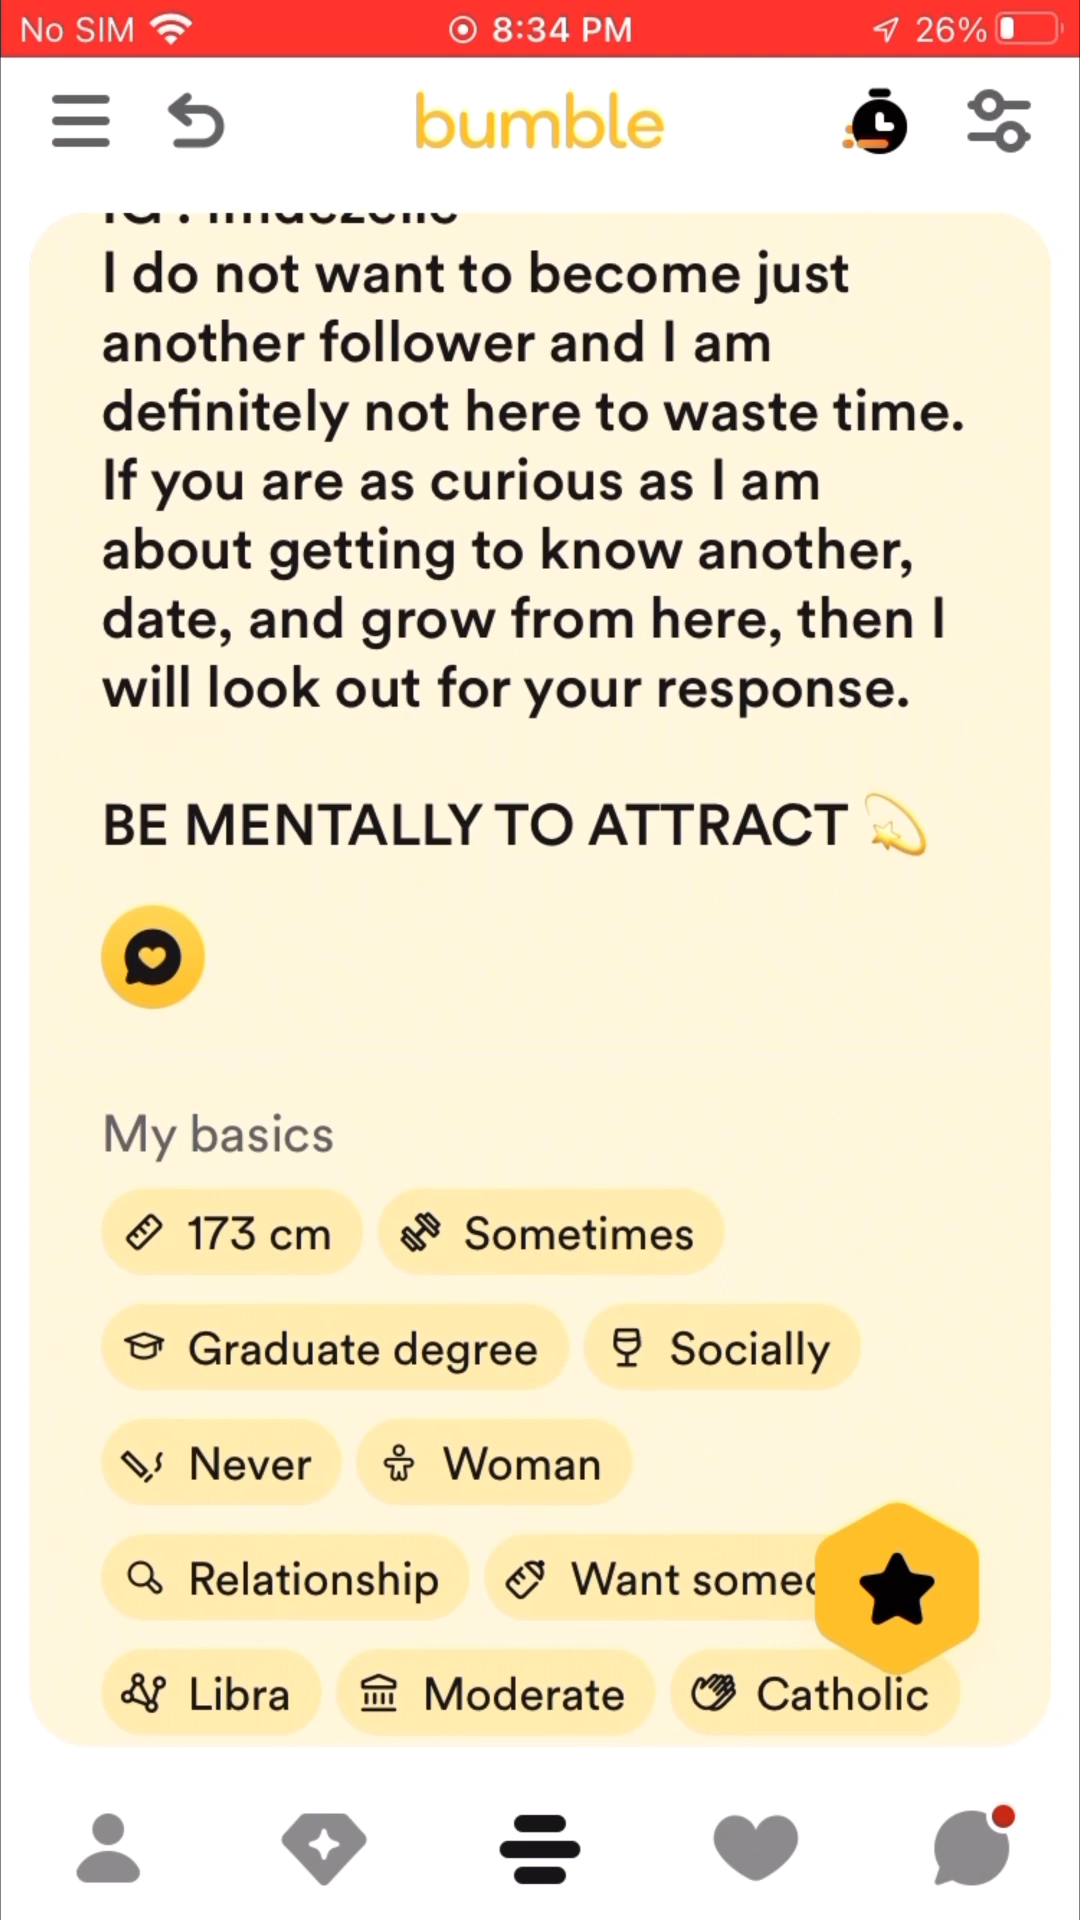 No SIM 8:34 PM 26%
bumble
I do not want to become just
another follower and I am
definitely not here to waste time.
If you are as curious as I am
about getting to know another,
date, and grow from here, then I
will look out for your response.
BE MENTALLY TO ATTRACT
My basics
173 cm Sometimes
Graduate degree Socially
Never Woman
Relationship Want
Libra Moderate Catholic